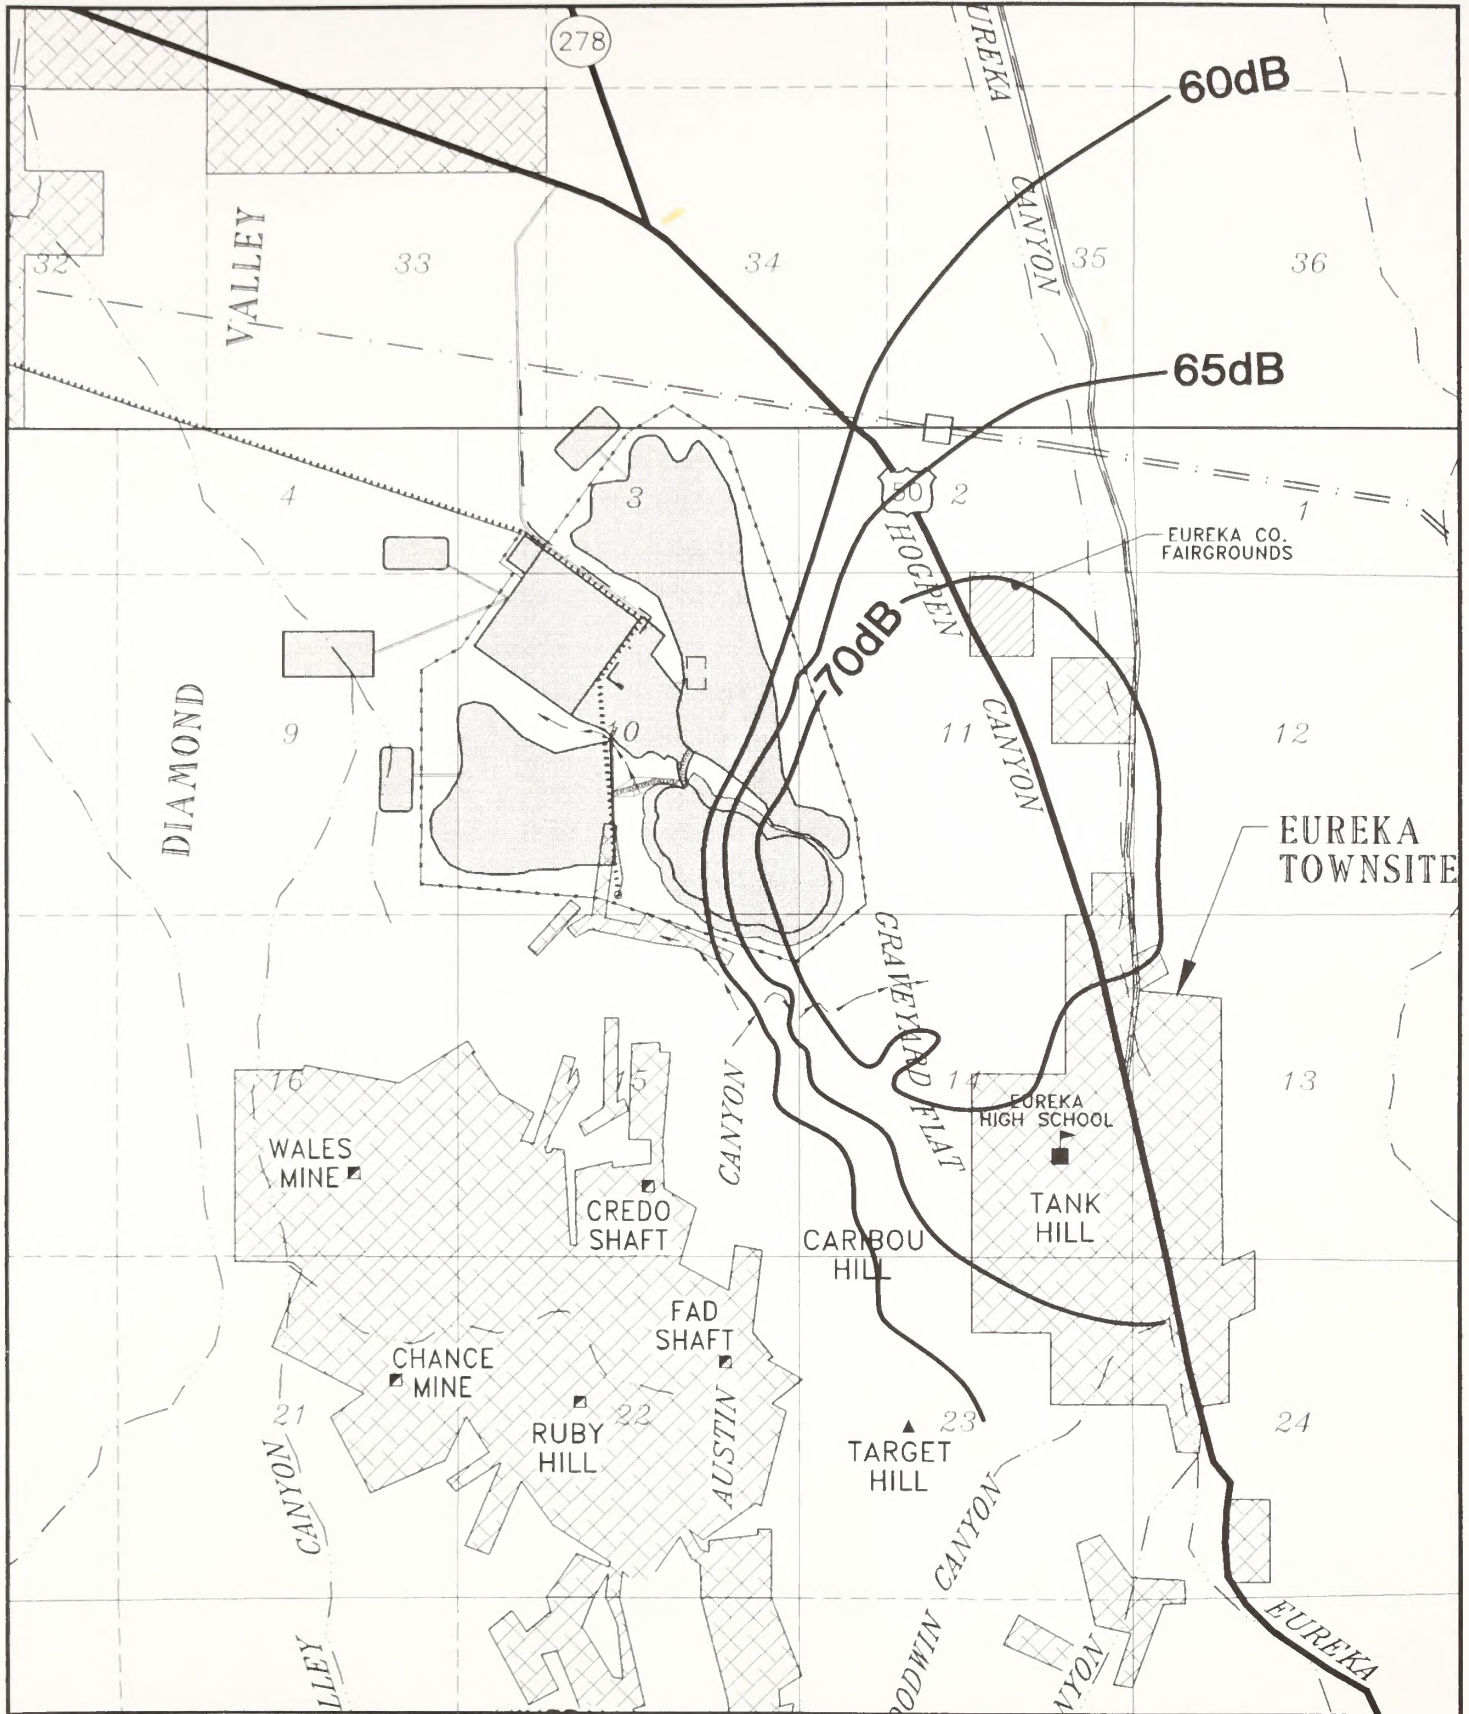 278
EUREKA
60dB
CANYON
32
33
34
35
36
VALLEY
65dB
4
3
50
2
1
EUREKA CO.
FAIRGROUNDS
HOGPEN
70dB
DIAMOND
9
10
11
CANYON
12
EUREKA
TOWNSITE
GRAVEYARD FLAT
16
15
14
13
CANYON
EUREKA
HIGH SCHOOL
WALES
MINE
CREDO
SHAFT
TANK
HILL
CARIBOU
HILL
FAD
SHAFT
CHANCE
MINE
21
RUBY
HILL
22
AUSTIN
TARGET
HILL
23
24
CANYON
CANYON
EUREKA